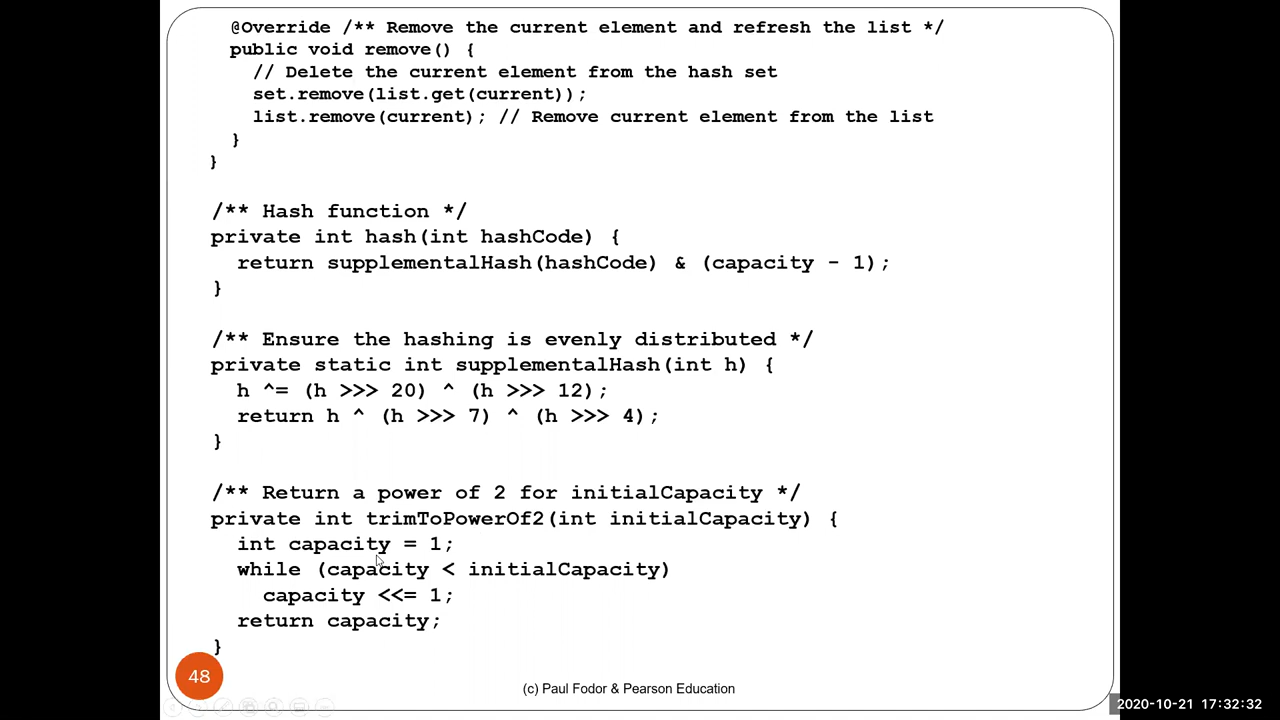 @Override /** Remove the current element and refresh the list */
public void remove() {
// Delete the current element from the hash set
set.remove(list.get(current));
list.remove(current); // Remove current element from the list
}
}
/** Hash function */
private int hash(int hashCode) {
return supplementalHash(hashCode) & (capacity - 1);
}
/** Ensure the hashing is evenly distributed */
private static int supplementalHash(int h) {
h ^= (h >>> 20) ^ (h >>> 12);
return h ^ (h >>> 7) ^ (h >>> 4);
}
/** Return a power of 2 for initialCapacity */
private int trimToPowerOf2(int initialCapacity) {
int capacity = 1;
while (capacity < initialCapacity)
capacity <<= 1;
return capacity;
}
48
(c) Paul Fodor & Pearson Education
2020-10-21 17:32:32